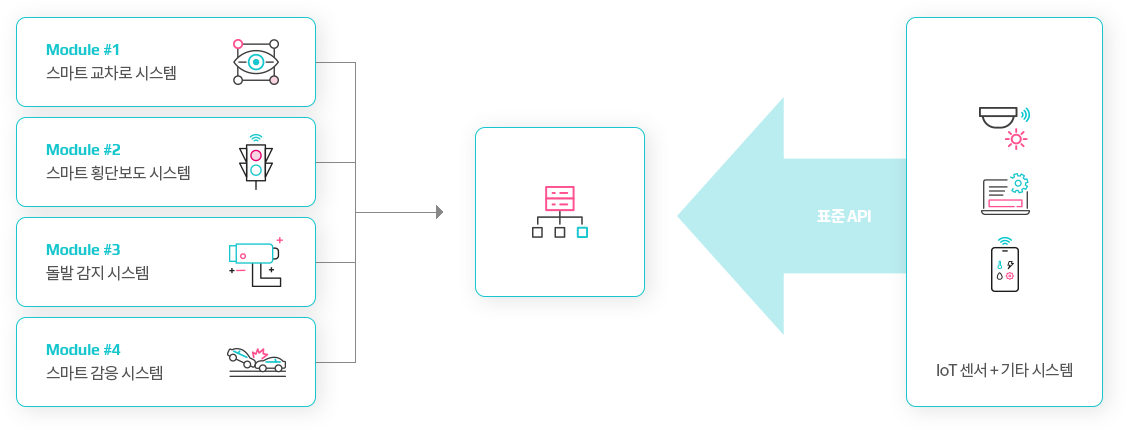 Module #1
스마트 교차로 시스템
Module #2
스마트 횡단보도 시스템
Module #3
돌발 감지 시스템
Module #4
스마트 감응 시스템
표준 API
IoT 센서 + 기타 시스템